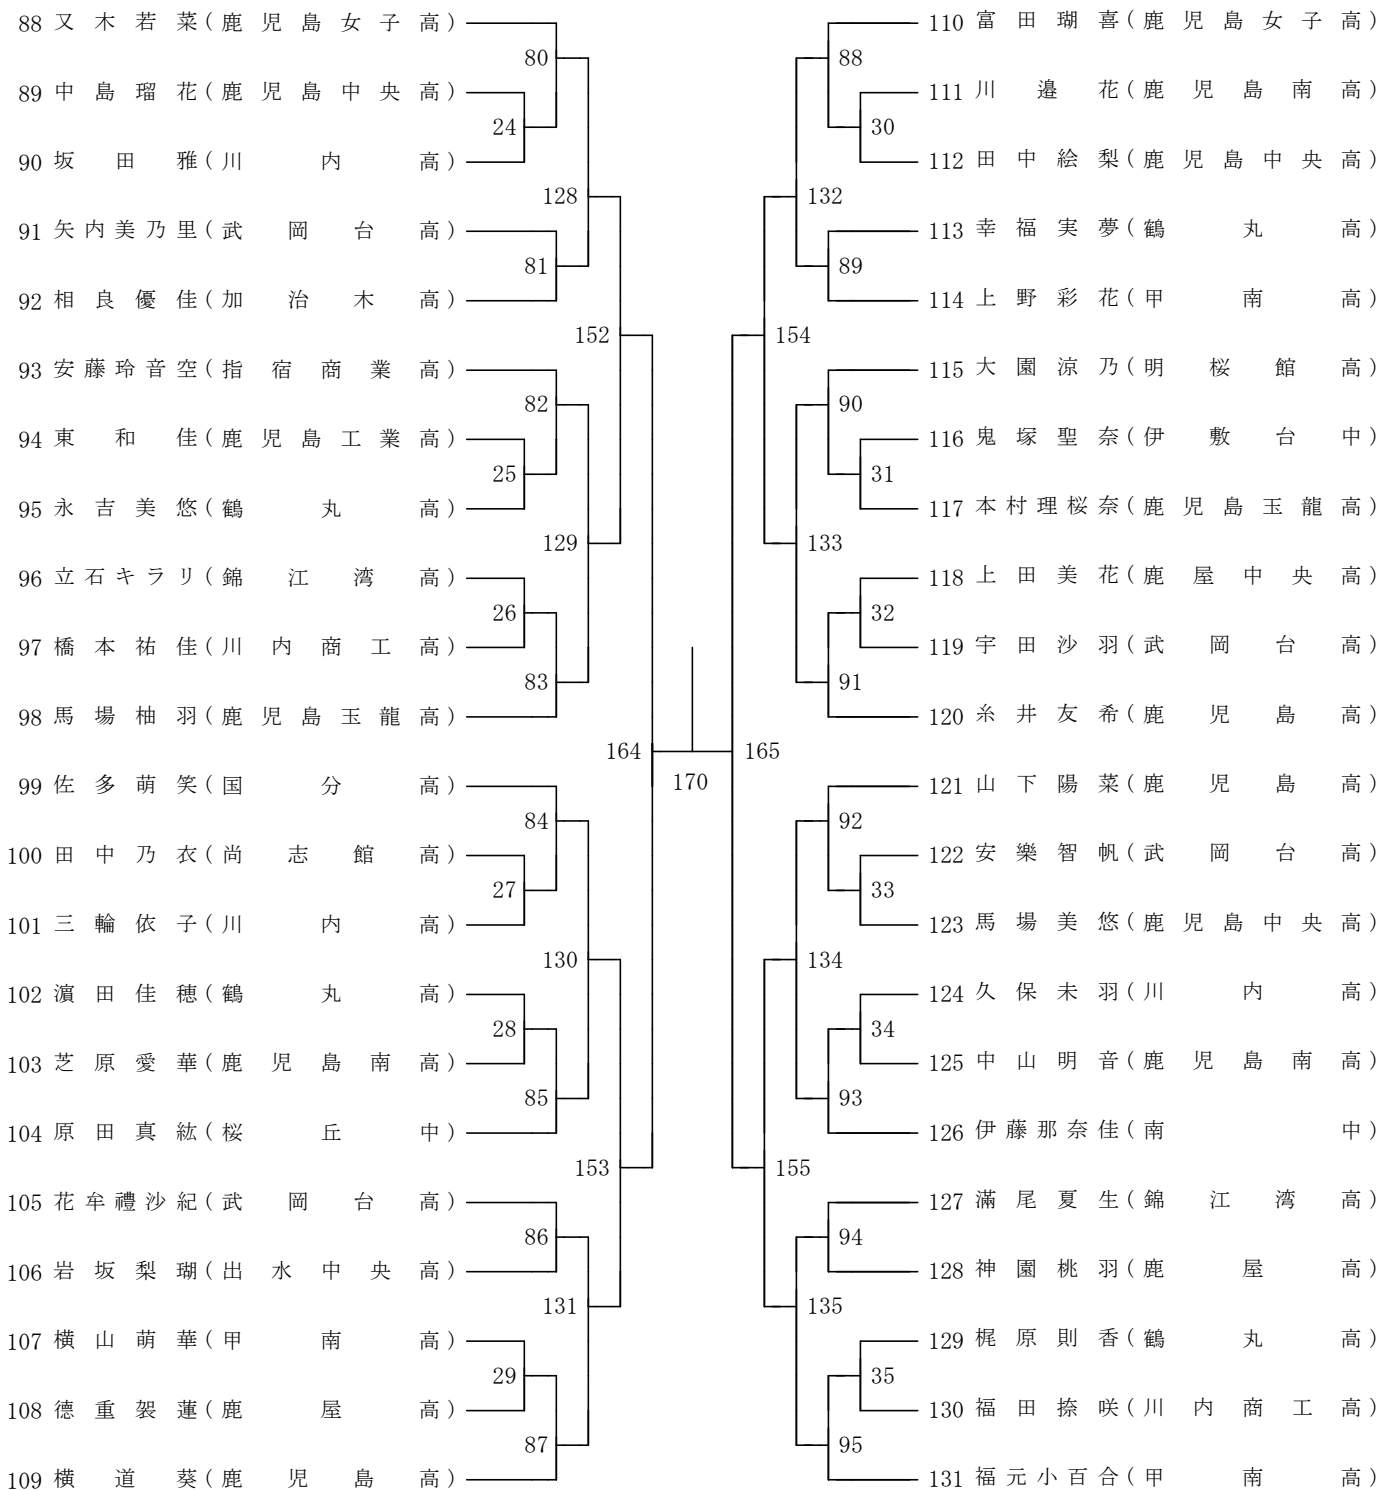 88 又木若菜(鹿児島女子高)
80
89 中島瑠花(鹿児島中央高)
24
90 坂田雅(川内高)
128
91 矢内美乃里(武岡台高)
81
92 相良優佳(加治木高)
152
93 安藤玲音空(指宿商業高)
82
94 東和佳(鹿児島工業高)
25
95 永吉美悠(鶴丸高)
129
96 立石キラリ(錦江湾高)
26
97 橋本祐佳(川内商工高)
83
98 馬場柚羽(鹿児島玉龍高)
164
99 佐多萌笑(国分高)
84
100 田中乃衣(尚志館高)
27
101 三輪依子(川内高)
130
102 濵田佳穂(鶴丸高)
28
103 芝原愛華(鹿児島南高)
85
104 原田真紘(桜丘中)
153
105 花牟禮沙紀(武岡台高)
86
106 岩坂梨瑚(出水中央高)
131
107 横山萌華(甲南高)
29
108 德重袈蓮(鹿屋高)
87
109 横道葵(鹿児島高)
170
110 富田瑚喜(鹿児島女子高)
88
111 川邉花(鹿児島南高)
30
112 田中絵梨(鹿児島中央高)
132
113 幸福実夢(鶴丸高)
89
114 上野彩花(甲南高)
154
115 大園涼乃(明桜館高)
90
116 鬼塚聖奈(伊敷台中)
31
117 本村理桜奈(鹿児島玉龍高)
133
118 上田美花(鹿屋中央高)
32
119 宇田沙羽(武岡台高)
91
120 糸井友希(鹿児島高)
165
121 山下陽菜(鹿児島高)
92
122 安樂智帆(武岡台高)
33
123 馬場美悠(鹿児島中央高)
134
124 久保未羽(川内高)
34
125 中山明音(鹿児島南高)
93
126 伊藤那奈佳(南中)
155
127 滿尾夏生(錦江湾高)
94
128 神園桃羽(鹿屋高)
135
129 梶原則香(鶴丸高)
35
130 福田捺咲(川内商工高)
95
131 福元小百合(甲南高)